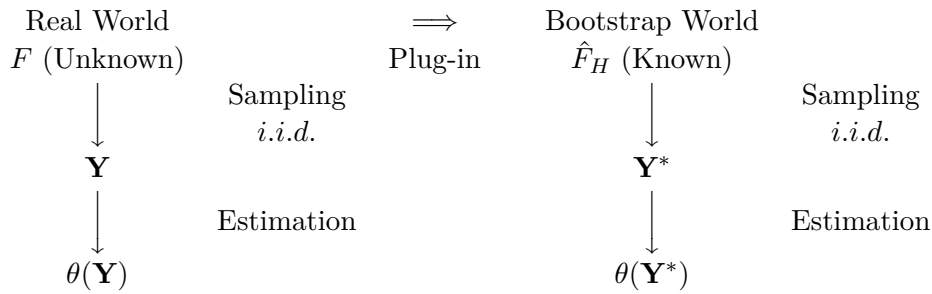 Real World ⟹ Bootstrap World
F (Unknown) Plug-in F̂_H (Known)
Sampling Sampling
i.i.d. i.i.d.
Y Y*
Estimation Estimation
θ(Y) θ(Y*)